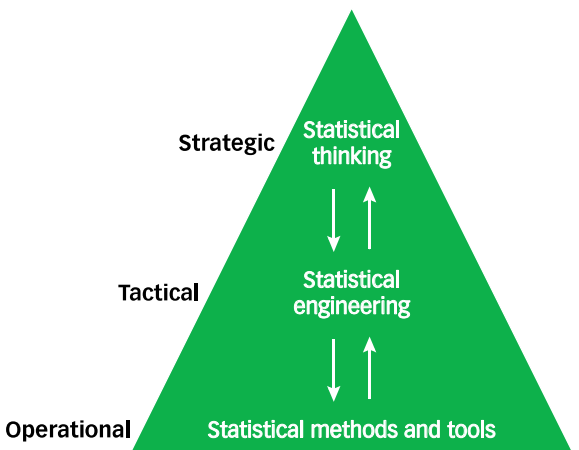 Strategic
Statistical
thinking
Tactical
Statistical
engineering
Operational
Statistical methods and tools